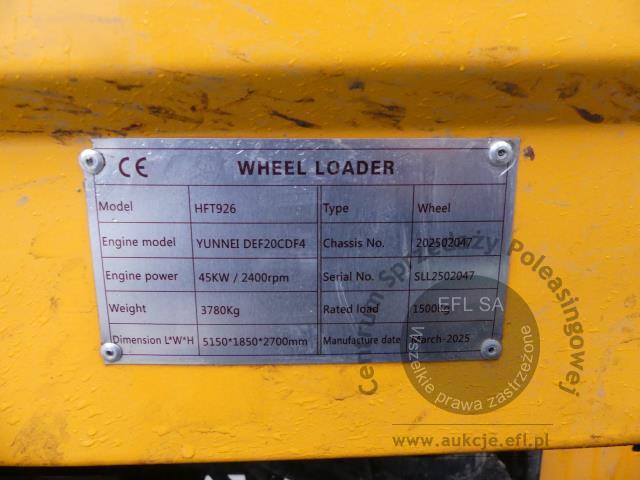 CE WHEEL LOADER
Model HFT926 Type Wheel
Engine model YUNNEI DEF20CDF4 Chassis No. 202502047
Engine power 45KW / 2400rpm Serial No. SLL2502047
Weight 3780Kg Rated load 1500Kg
Dimension L*W*H 5150*1850*2700mm Manufacture date March-2025
Centrum Sprzedaży Poleasingowej
EFL SA
Wszelkie prawa zastrzeżone
www.aukcje.efl.pl